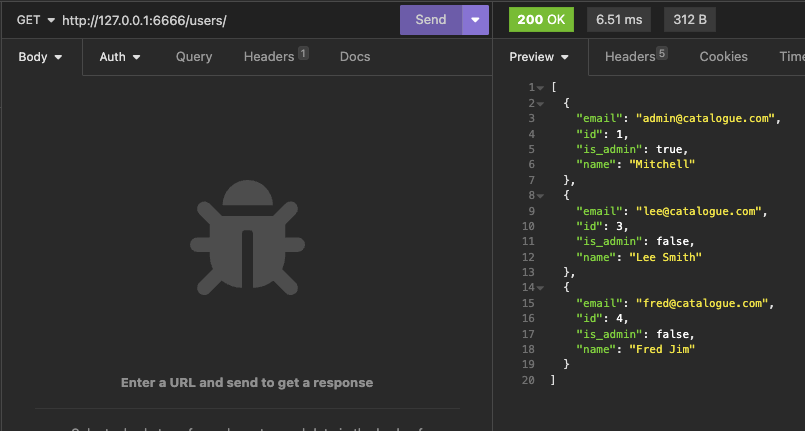 GET http://127.0.0.1:6666/users/ Send
200 OK 6.51 ms 312 B
Body Auth Query Headers 1 Docs
Preview Headers 5 Cookies Time
Enter a URL and send to get a response
1 [
2 {
3 "email": "admin@catalogue.com",
4 "id": 1,
5 "is_admin": true,
6 "name": "Mitchell"
7 },
8 {
9 "email": "lee@catalogue.com",
10 "id": 3,
11 "is_admin": false,
12 "name": "Lee Smith"
13 },
14 {
15 "email": "fred@catalogue.com",
16 "id": 4,
17 "is_admin": false,
18 "name": "Fred Jim"
19 }
20 ]